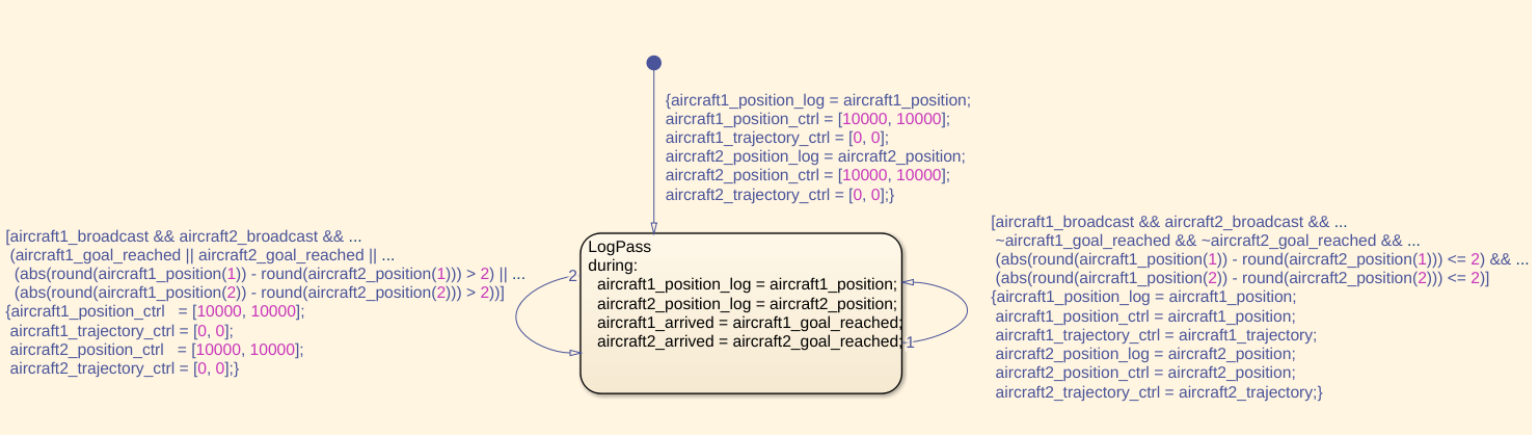 {aircraft1_position_log = aircraft1_position;
aircraft1_position_ctrl = [10000, 10000];
aircraft1_trajectory_ctrl = [0, 0];
aircraft2_position_log = aircraft2_position;
aircraft2_position_ctrl = [10000, 10000];
aircraft2_trajectory_ctrl = [0, 0];}
[aircraft1_broadcast && aircraft2_broadcast && ...
(aircraft1_goal_reached || aircraft2_goal_reached || ...
(abs(round(aircraft1_position(1)) - round(aircraft2_position(1))) > 2) || ...
(abs(round(aircraft1_position(2)) - round(aircraft2_position(2))) > 2))]
{aircraft1_position_ctrl = [10000, 10000];
aircraft1_trajectory_ctrl = [0, 0];
aircraft2_position_ctrl = [10000, 10000];
aircraft2_trajectory_ctrl = [0, 0];}
2
LogPass
during:
aircraft1_position_log = aircraft1_position;
aircraft2_position_log = aircraft2_position;
aircraft1_arrived = aircraft1_goal_reached;
aircraft2_arrived = aircraft2_goal_reached;
1
[aircraft1_broadcast && aircraft2_broadcast && ...
~aircraft1_goal_reached && ~aircraft2_goal_reached && ...
(abs(round(aircraft1_position(1)) - round(aircraft2_position(1))) <= 2) && ...
(abs(round(aircraft1_position(2)) - round(aircraft2_position(2))) <= 2)]
{aircraft1_position_log = aircraft1_position;
aircraft1_position_ctrl = aircraft1_position;
aircraft1_trajectory_ctrl = aircraft1_trajectory;
aircraft2_position_log = aircraft2_position;
aircraft2_position_ctrl = aircraft2_position;
aircraft2_trajectory_ctrl = aircraft2_trajectory;}